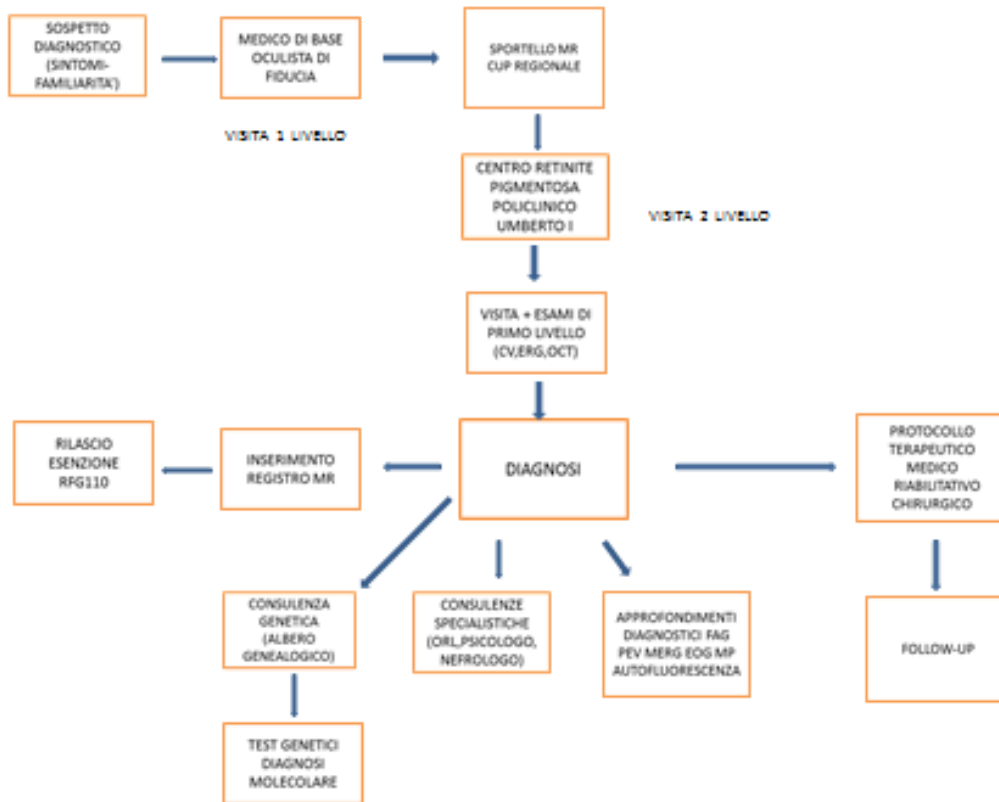 SOSPETTO
DIAGNOSTICO
(SINTOMI-
FAMILIARITA')
MEDICO DI BASE
OCULISTA DI
FIDUCIA
SPORTELLO MR
CUP REGIONALE
VISITA 1 LIVELLO
CENTRO RETINITE
PIGMENTOSA
POLICLINICO
UMBERTO I
VISITA 2 LIVELLO
VISITA + ESAMI DI
PRIMO LIVELLO
(CV,ERG,OCT)
RILASCIO
ESENZIONE
RFG110
INSERIMENTO
REGISTRO MR
DIAGNOSI
PROTOCOLLO
TERAPEUTICO
MEDICO
RIABILITATIVO
CHIRURGICO
CONSULENZA
GENETICA
(ALBERO
GENEALOGICO)
CONSULENZE
SPECIALISTICHE
(ORL,PSICOLOGO,
NEFROLOGO)
APPROFONDIMENTI
DIAGNOSTICI FAG
PEV MERG EOG MP
AUTOFLUORESCENZA
FOLLOW-UP
TEST GENETICI
DIAGNOSI
MOLECOLARE